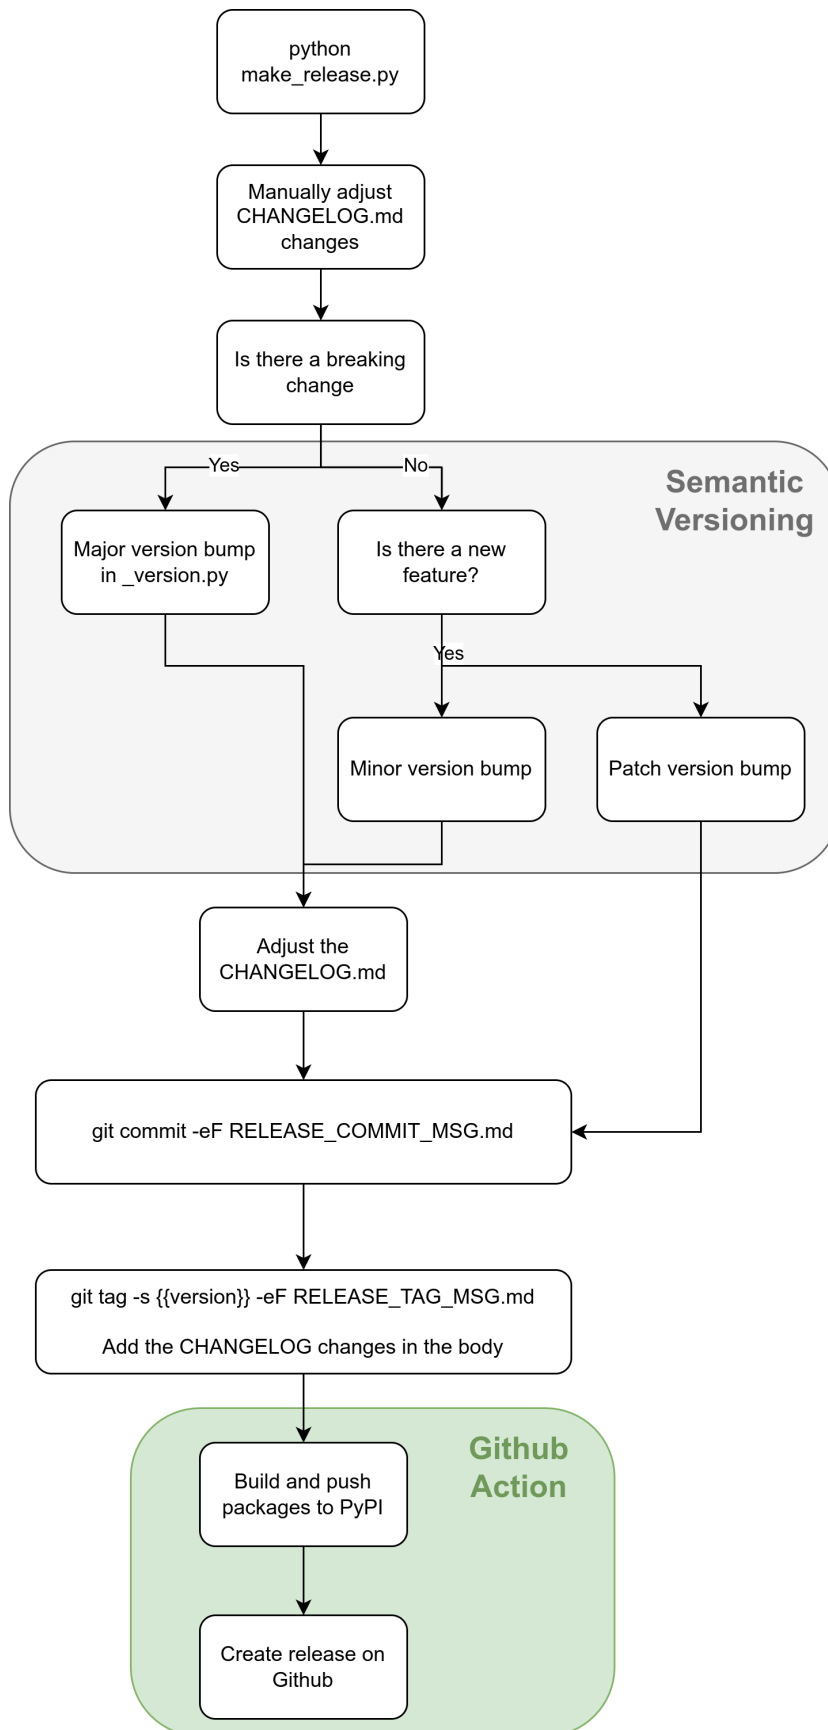 python
make_release.py
Manually adjust
CHANGELOG.md
changes
Is there a breaking
change
Yes
No
Semantic
Versioning
Major version bump
in _version.py
Is there a new
feature?
Yes
Minor version bump
Patch version bump
Adjust the
CHANGELOG.md
git commit -eF RELEASE_COMMIT_MSG.md
git tag -s {{version}} -eF RELEASE_TAG_MSG.md
Add the CHANGELOG changes in the body
Github
Action
Build and push
packages to PyPI
Create release on
Github